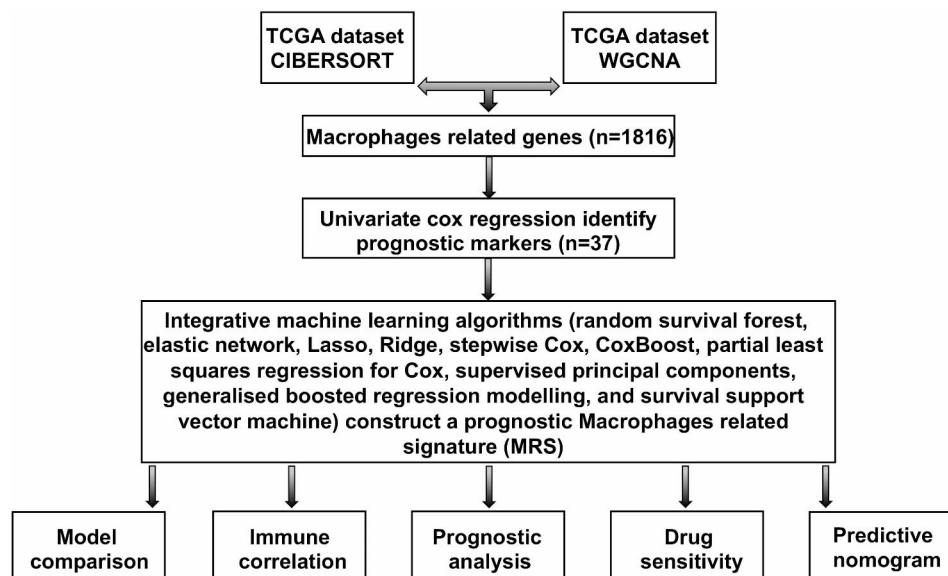 TCGA dataset
CIBERSORT
TCGA dataset
WGCNA
Macrophages related genes (n=1816)
Univariate cox regression identify
prognostic markers (n=37)
Integrative machine learning algorithms (random survival forest,
elastic network, Lasso, Ridge, stepwise Cox, CoxBoost, partial least
squares regression for Cox, supervised principal components,
generalised boosted regression modelling, and survival support
vector machine) construct a prognostic Macrophages related
signature (MRS)
Model
comparison
Immune
correlation
Prognostic
analysis
Drug
sensitivity
Predictive
nomogram